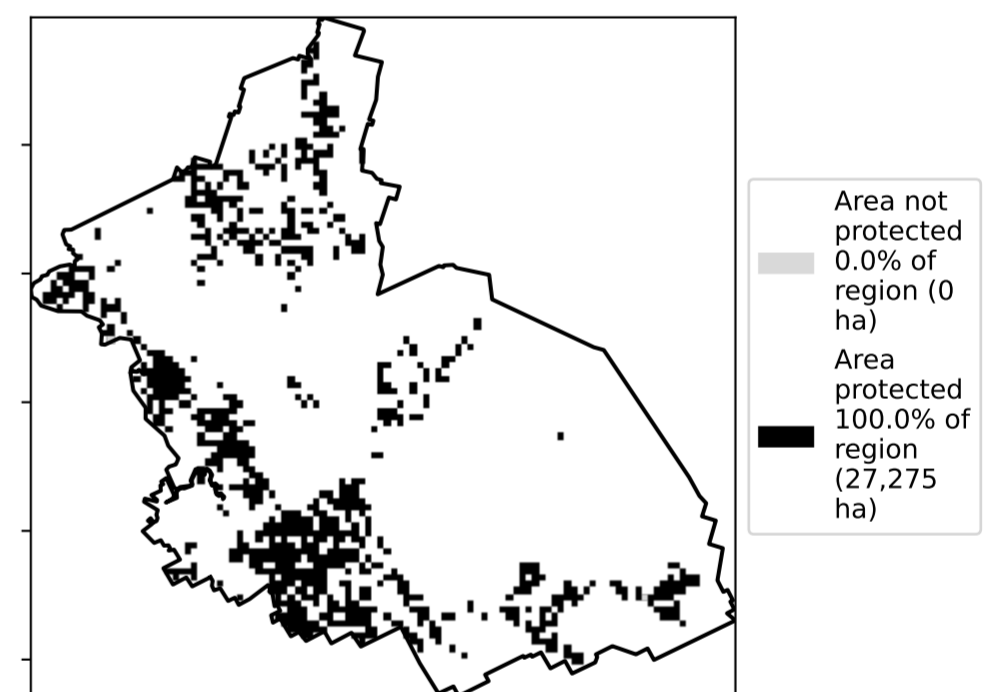 Area not
protected
0.0% of
region (0
ha)
Area
protected
100.0% of
region
(27,275
ha)